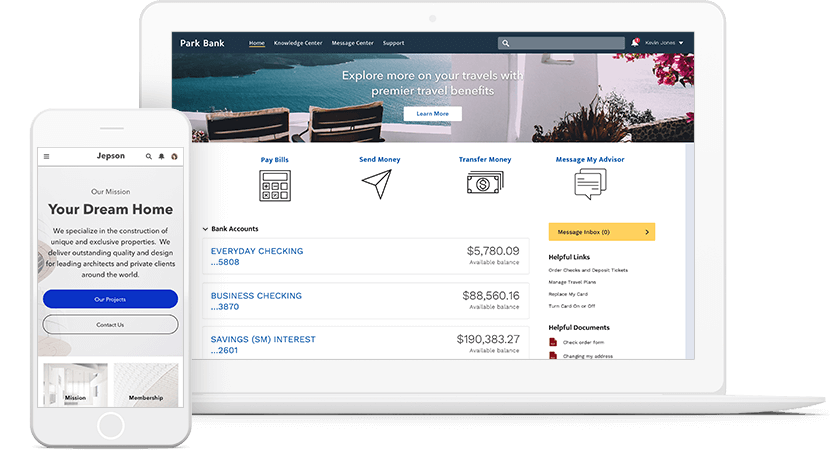 Park Bank
Home Knowledge Center Message Center Support
Kevin Jones
Explore more on your travels with
premier travel benefits
Learn More
Pay Bills Send Money Transfer Money Message My Advisor
Bank Accounts
EVERYDAY CHECKING $5,780.09
...5808 Available balance
BUSINESS CHECKING $88,560.16
...3870 Available balance
SAVINGS (SM) INTEREST $190,383.27
...2601 Available balance
Message Inbox (0)
Helpful Links
Order Checks and Deposit Tickets
Manage Travel Plans
Replace My Card
Turn Card On or Off
Helpful Documents
Check order form
Changing my address
Jepson
Our Mission
Your Dream Home
We specialize in the construction of
unique and exclusive properties. We
deliver outstanding quality and design
for leading architects and private clients
around the world.
Our Projects
Contact Us
Mission Membership